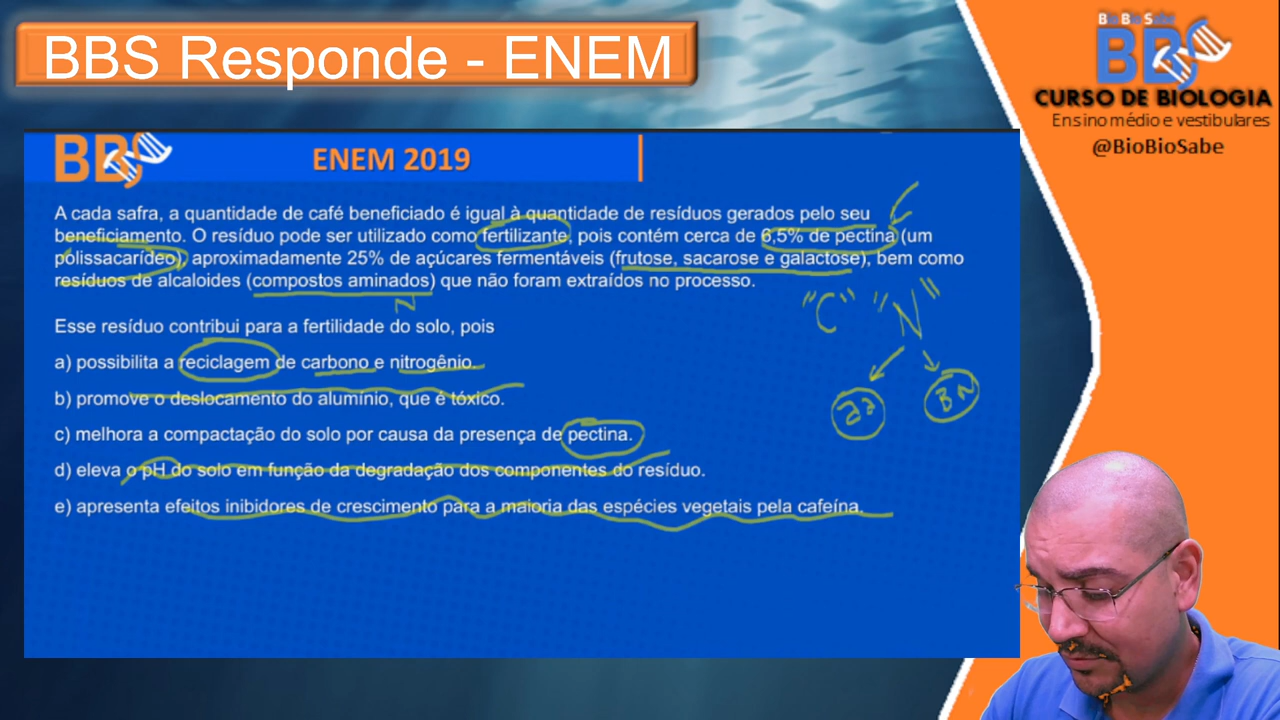 BBS Responde - ENEM
Bio Bio Sabe
BBS
CURSO DE BIOLOGIA
Ensino médio e vestibulares
@BioBioSabe
BBS
ENEM 2019
A cada safra, a quantidade de café beneficiado é igual à quantidade de resíduos gerados pelo seu
beneficiamento. O resíduo pode ser utilizado como fertilizante, pois contém cerca de 6,5% de pectina (um
polissacarídeo), aproximadamente 25% de açúcares fermentáveis (frutose, sacarose e galactose), bem como
resíduos de alcaloides (compostos aminados) que não foram extraídos no processo.
N
"C" "N"
Esse resíduo contribui para a fertilidade do solo, pois
a) possibilita a reciclagem de carbono e nitrogênio.
b) promove o deslocamento do alumínio, que é tóxico.
aa BN
c) melhora a compactação do solo por causa da presença de pectina.
d) eleva o pH do solo em função da degradação dos componentes do resíduo.
e) apresenta efeitos inibidores de crescimento para a maioria das espécies vegetais pela cafeína.